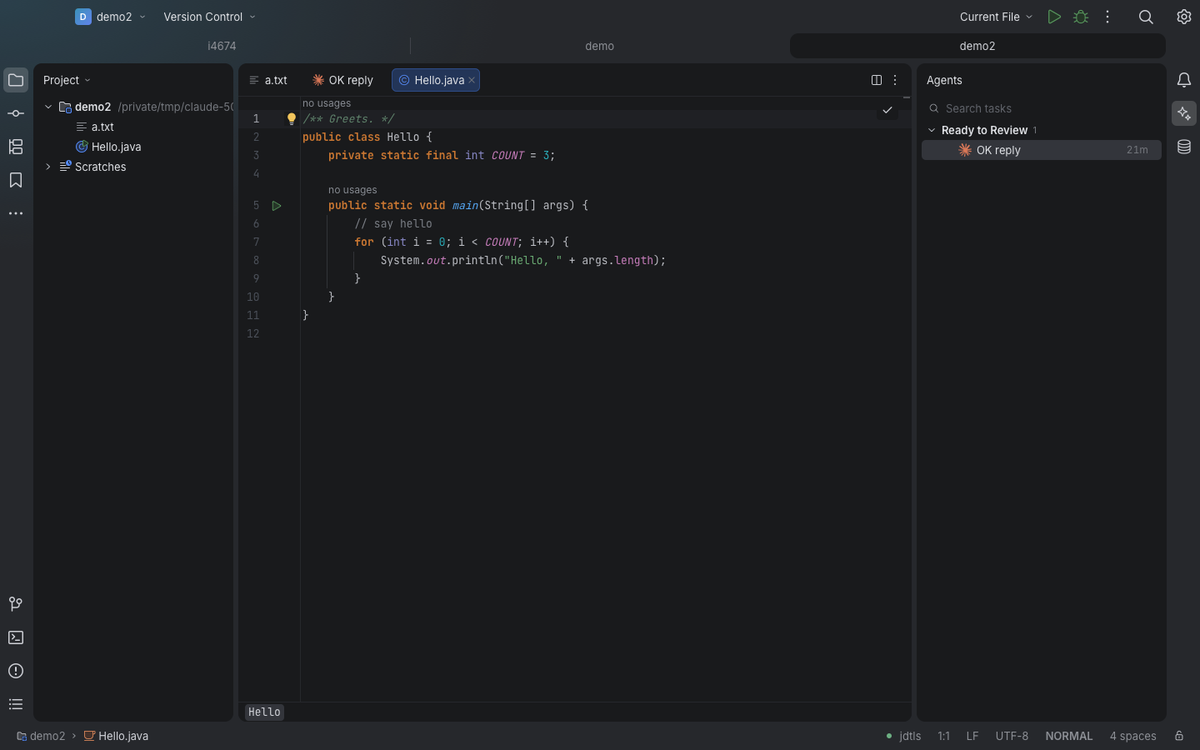 D demo2 Version Control Current File
i4674 demo demo2
Project
demo2 /private/tmp/claude-50
a.txt
Hello.java
Scratches
a.txt OK reply Hello.java
no usages
1 /** Greets. */
2 public class Hello {
3 private static final int COUNT = 3;
4
no usages
5 public static void main(String[] args) {
6 // say hello
7 for (int i = 0; i < COUNT; i++) {
8 System.out.println("Hello, " + args.length);
9 }
10 }
11 }
12
Hello
Agents
Search tasks
Ready to Review 1
OK reply 21m
demo2 › Hello.java jdtls 1:1 LF UTF-8 NORMAL 4 spaces